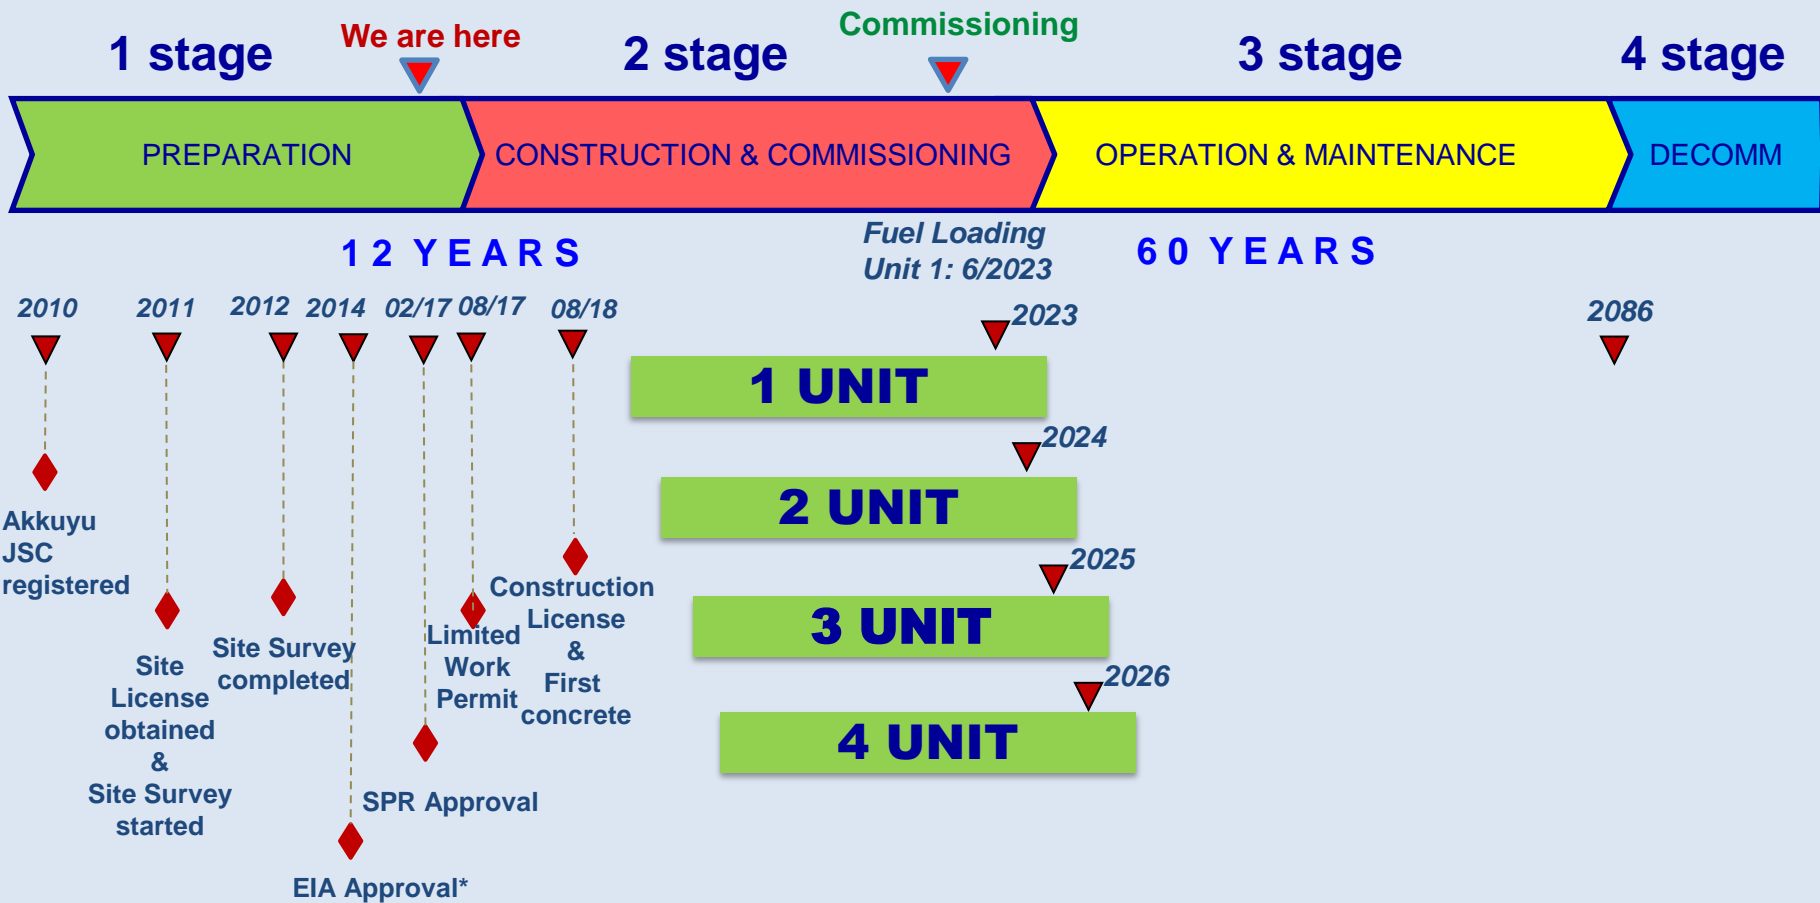 We are here
Commissioning
1 stage
2 stage
3 stage
4 stage
PREPARATION
CONSTRUCTION & COMMISSIONING
OPERATION & MAINTENANCE
DECOMM
12 YEARS
Fuel Loading
Unit 1: 6/2023
60 YEARS
2010
2011
2012
2014
02/17
08/17
08/18
2023
2086
1 UNIT
2024
2 UNIT
2025
3 UNIT
2026
4 UNIT
Akkuyu
JSC
registered
Site
License
obtained
&
Site Survey
started
Site Survey
completed
EIA Approval*
SPR Approval
Limited
Work
Permit
Construction
License
&
First
concrete